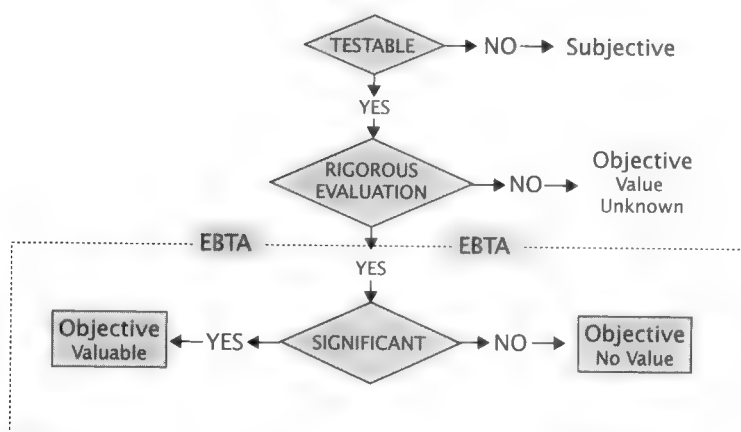 TESTABLE NO Subjective
YES
RIGOROUS
EVALUATION
NO
Objective
Value
Unknown
EBTA EBTA
YES
Objective
Valuable
YES
SIGNIFICANT
NO
Objective
No Value